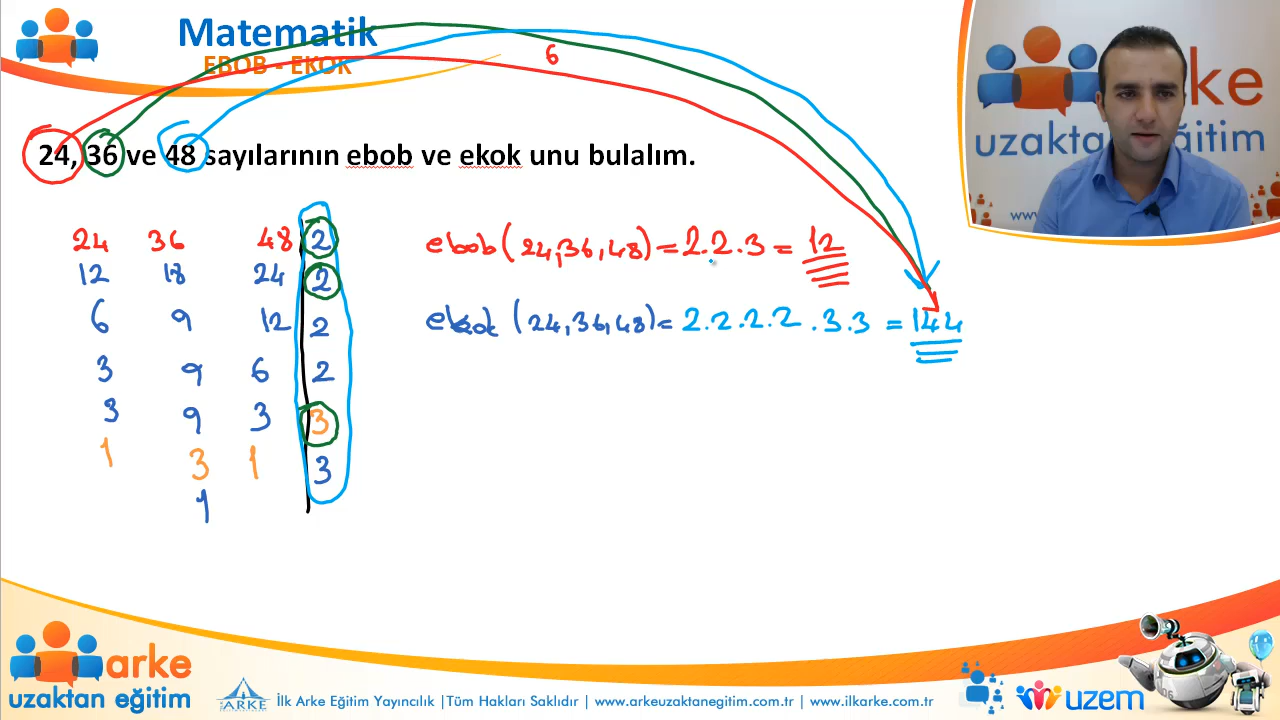 Matematik
EBOB - EKOK
6
24, 36 ve 48 sayılarının ebob ve ekok unu bulalım.
24 36 48 2
12 18 24 2
6 9 12 2
3 9 6 2
3 9 3 3
1 3 1 3
1
ebob(24,36,48) = 2.2.3 = 12
ekok (24,36,48) = 2.2.2.2.3.3 = 144
arke
uzaktan eğitim
www
arke
uzaktan eğitim
ARKE
İlk Arke Eğitim Yayıncılık |Tüm Hakları Saklıdır | www.arkeuzaktanegitim.com.tr | www.ilkarke.com.tr
uzem